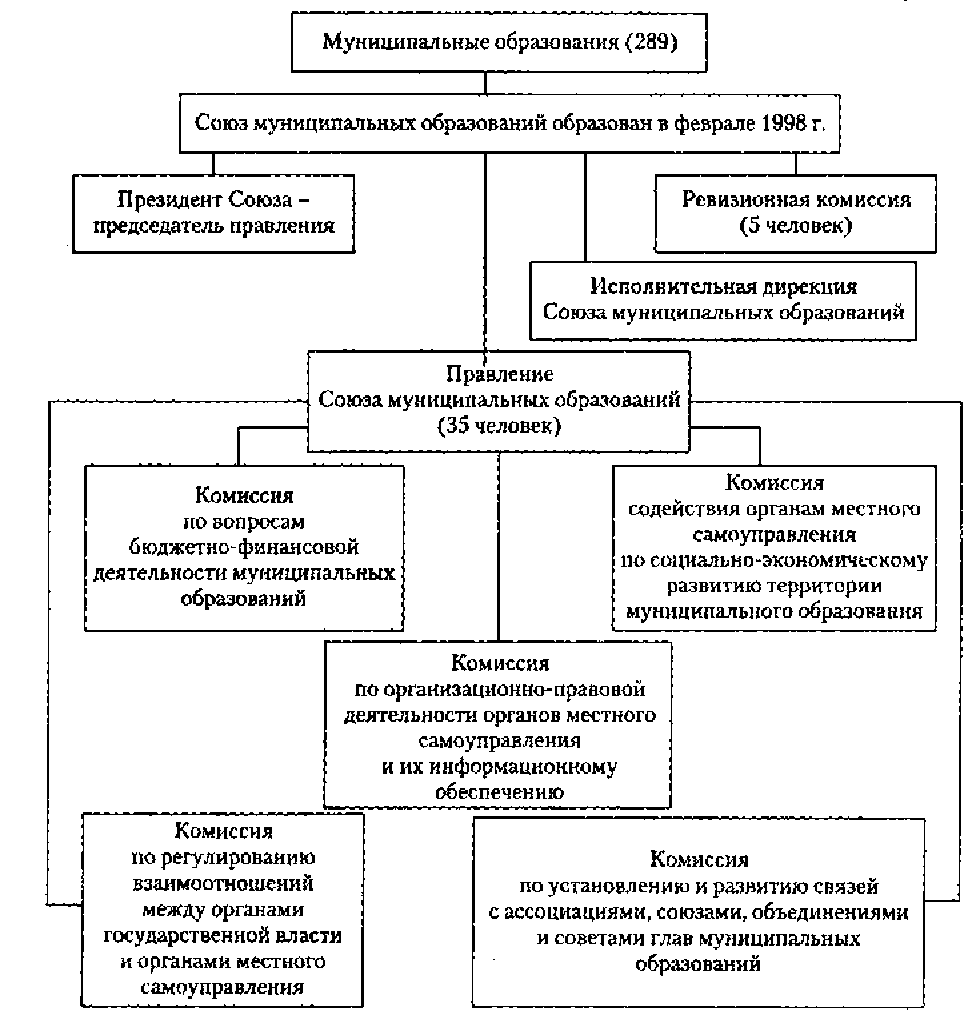 Муниципальные образования (289)
Союз муниципальных образований образован в феврале 1998 г.
Президент Союза –
председатель правления
Ревизионная комиссия
(5 человек)
Исполнительная дирекция
Союза муниципальных образований
Правление
Союза муниципальных образований
(35 человек)
Комиссия
по вопросам
бюджетно-финансовой
деятельности муниципальных
образований
Комиссия
содействия органам местного
самоуправления
по социально-экономическому
развитию территории
муниципального образования
Комиссия
по организационно-правовой
деятельности органов местного
самоуправления
и их информационному
обеспечению
Комиссия
по регулированию
взаимоотношений
между органами
государственной власти
и органами местного
самоуправления
Комиссия
по установлению и развитию связей
с ассоциациями, союзами, объединениями
и советами глав муниципальных
образований